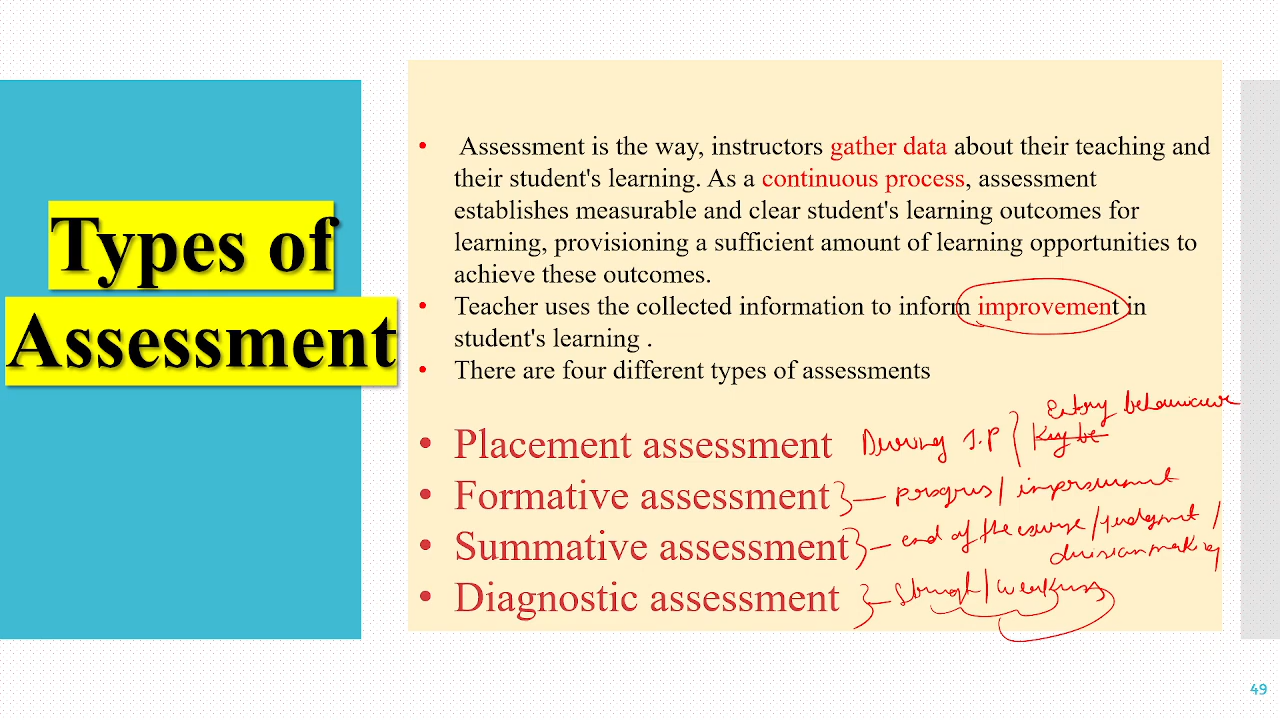 Types of
Assessment
• Assessment is the way, instructors gather data about their teaching and
their student's learning. As a continuous process, assessment
establishes measurable and clear student's learning outcomes for
learning, provisioning a sufficient amount of learning opportunities to
achieve these outcomes.
• Teacher uses the collected information to inform improvement in
student's learning .
• There are four different types of assessments
Entry behaviour
• Placement assessment During I.P
• Formative assessment } — progress / improvement
• Summative assessment } — end of the course / judgment /
decision making
• Diagnostic assessment } — Strength / weakness
49